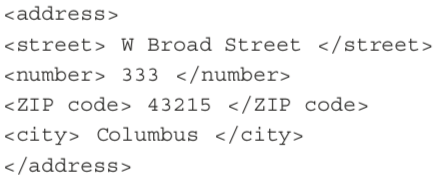 <address>
<street> W Broad Street </street>
<number> 333 </number>
<ZIP code> 43215 </ZIP code>
<city> Columbus </city>
</address>